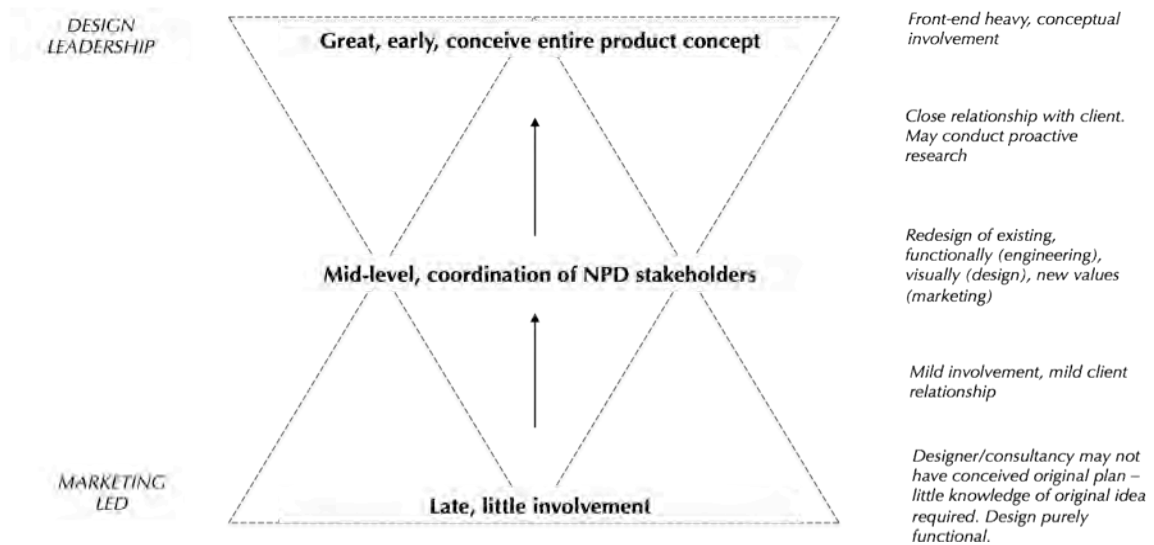 DESIGN
LEADERSHIP
Great, early, conceive entire product concept
Front-end heavy, conceptual
involvement
Close relationship with client.
May conduct proactive
research
Mid-level, coordination of NPD stakeholders
Redesign of existing,
functionally (engineering),
visually (design), new values
(marketing)
Mild involvement, mild client
relationship
MARKETING
LED
Late, little involvement
Designer/consultancy may not
have conceived original plan –
little knowledge of original idea
required. Design purely
functional.